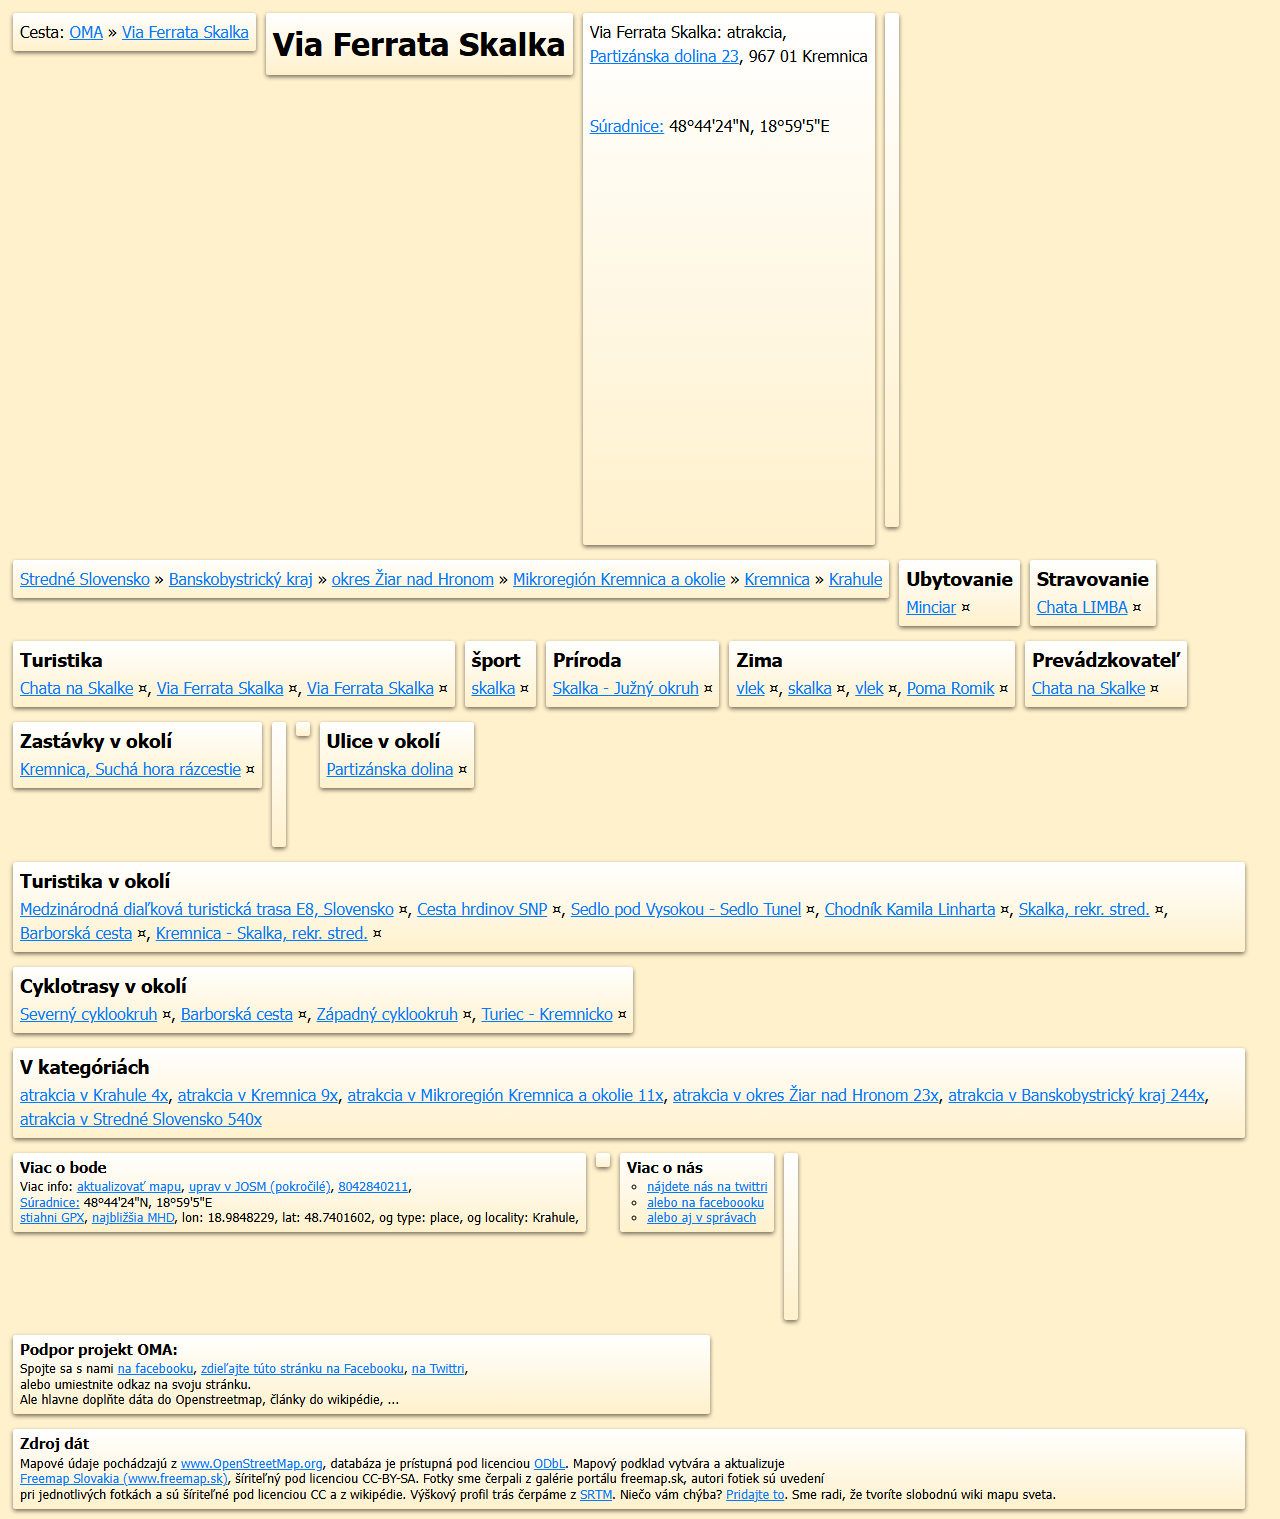 Cesta: OMA » Via Ferrata Skalka
Via Ferrata Skalka
Via Ferrata Skalka: atrakcia,
Partizánska dolina 23, 967 01 Kremnica
Súradnice: 48°44'24"N, 18°59'5"E
Stredné Slovensko » Banskobystrický kraj » okres Žiar nad Hronom » Mikroregión Kremnica a okolie » Kremnica » Krahule
Ubytovanie
Minciar ¤
Stravovanie
Chata LIMBA ¤
Turistika
Chata na Skalke ¤, Via Ferrata Skalka ¤, Via Ferrata Skalka ¤
šport
skalka ¤
Príroda
Skalka - Južný okruh ¤
Zima
vlek ¤, skalka ¤, vlek ¤, Poma Romik ¤
Prevádzkovateľ
Chata na Skalke ¤
Zastávky v okolí
Kremnica, Suchá hora rázcestie ¤
Ulice v okolí
Partizánska dolina ¤
Turistika v okolí
Medzinárodná diaľková turistická trasa E8, Slovensko ¤, Cesta hrdinov SNP ¤, Sedlo pod Vysokou - Sedlo Tunel ¤, Chodník Kamila Linharta ¤, Skalka, rekr. stred. ¤,
Barborská cesta ¤, Kremnica - Skalka, rekr. stred. ¤
Cyklotrasy v okolí
Severný cyklookruh ¤, Barborská cesta ¤, Západný cyklookruh ¤, Turiec - Kremnicko ¤
V kategóriách
atrakcia v Krahule 4x, atrakcia v Kremnica 9x, atrakcia v Mikroregión Kremnica a okolie 11x, atrakcia v okres Žiar nad Hronom 23x, atrakcia v Banskobystrický kraj 244x,
atrakcia v Stredné Slovensko 540x
Viac o bode
Viac info: aktualizovať mapu, uprav v JOSM (pokročilé), 8042840211,
Súradnice: 48°44'24"N, 18°59'5"E
stiahni GPX, najbližšia MHD, lon: 18.9848229, lat: 48.7401602, og type: place, og locality: Krahule,
Viac o nás
nájdete nás na twittri
alebo na faceboooku
alebo aj v správach
Podpor projekt OMA:
Spojte sa s nami na facebooku, zdieľajte túto stránku na Facebooku, na Twittri,
alebo umiestnite odkaz na svoju stránku.
Ale hlavne doplňte dáta do Openstreetmap, články do wikipédie, ...
Zdroj dát
Mapové údaje pochádzajú z www.OpenStreetMap.org, databáza je prístupná pod licenciou ODbL. Mapový podklad vytvára a aktualizuje
Freemap Slovakia (www.freemap.sk), šíriteľný pod licenciou CC-BY-SA. Fotky sme čerpali z galérie portálu freemap.sk, autori fotiek sú uvedení
pri jednotlivých fotkách a sú šíriteľné pod licenciou CC a z wikipédie. Výškový profil trás čerpáme z SRTM. Niečo vám chýba? Pridajte to. Sme radi, že tvoríte slobodnú wiki mapu sveta.